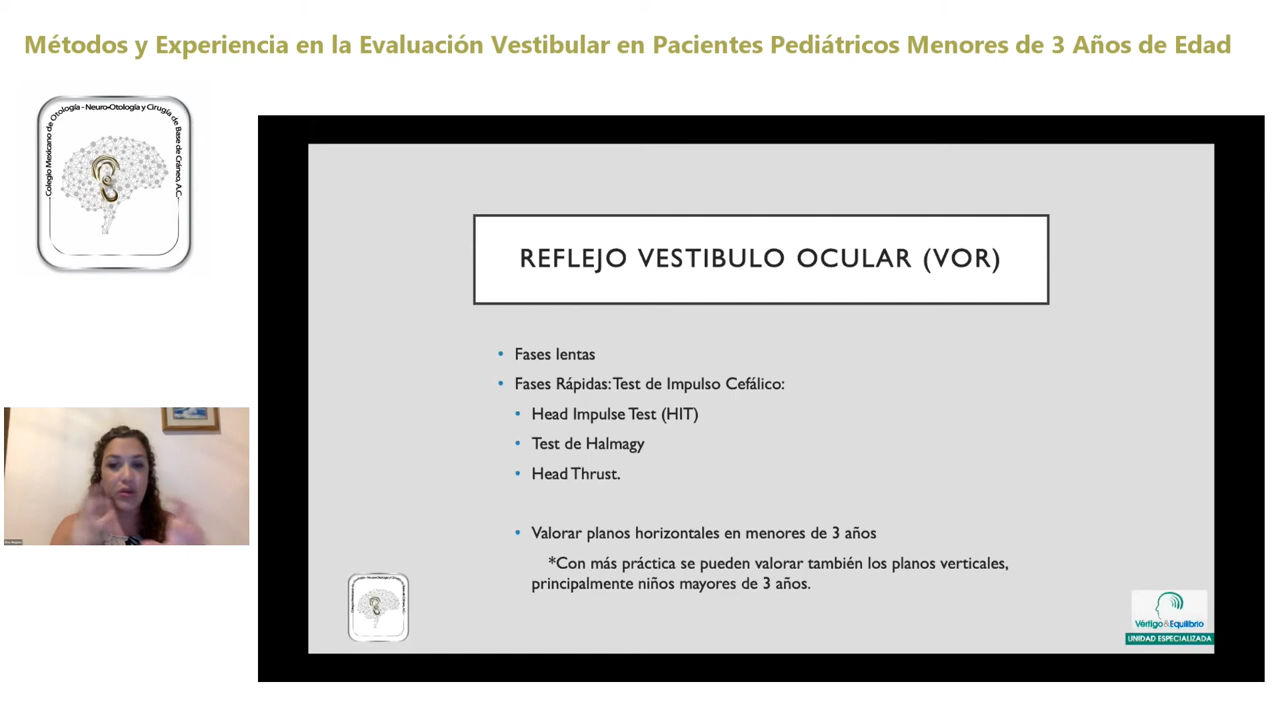 Métodos y Experiencia en la Evaluación Vestibular en Pacientes Pediátricos Menores de 3 Años de Edad
Colegio Mexicano de Otología - Neuro-Otología y Cirugía de Base de Cráneo, A.C.
REFLEJO VESTIBULO OCULAR (VOR)
• Fases lentas
• Fases Rápidas: Test de Impulso Cefálico:
• Head Impulse Test (HIT)
• Test de Halmagy
• Head Thrust.
• Valorar planos horizontales en menores de 3 años
*Con más práctica se pueden valorar también los planos verticales,
principalmente niños mayores de 3 años.
Vértigo&Equilibrio
UNIDAD ESPECIALIZADA